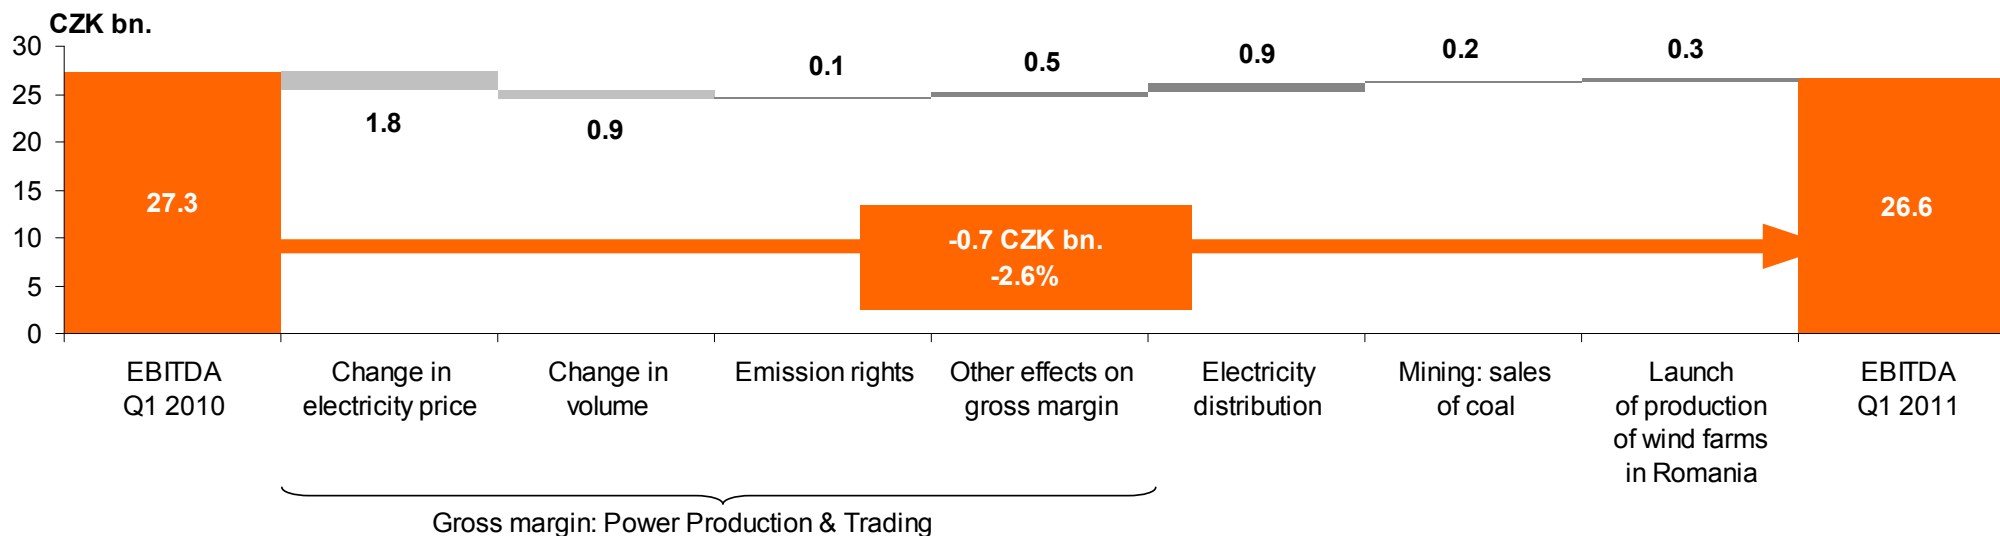 CZK bn.
30
25
20
15
10
5
0
1.8
0.9
0.1
0.5
0.9
0.2
0.3
27.3
-0.7 CZK bn.
-2.6%
26.6
EBITDA
Q1 2010
Change in
electricity price
Change in
volume
Emission rights
Other effects on
gross margin
Electricity
distribution
Mining: sales
of coal
Launch
of production
of wind farms
in Romania
EBITDA
Q1 2011
Gross margin: Power Production & Trading